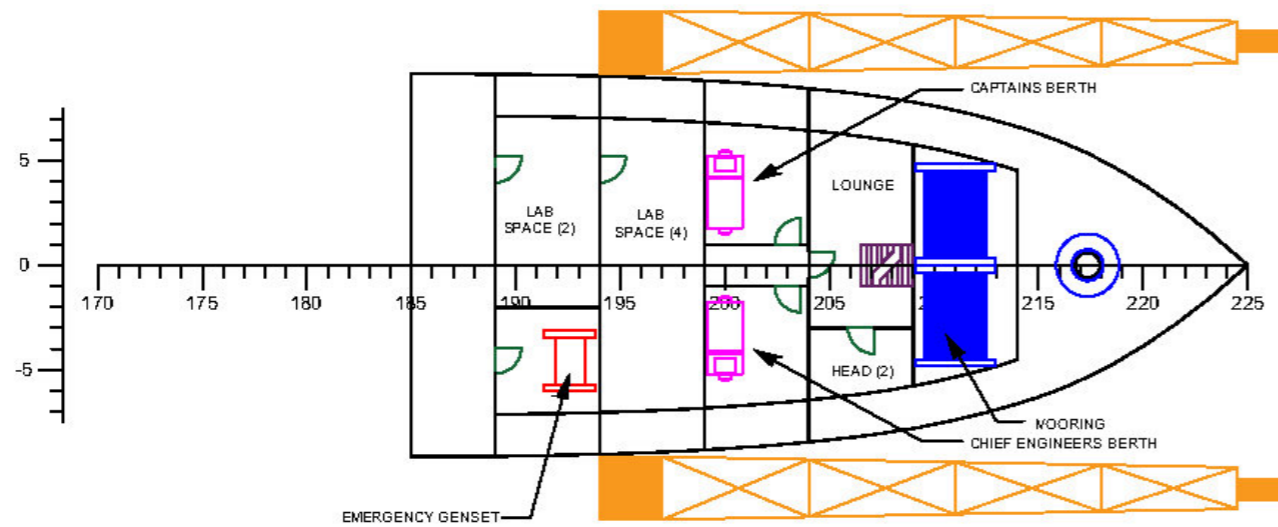 CAPTAINS BERTH
5
LOUNGE
LAB
SPACE (2)
LAB
SPACE (4)
0
170
175
180
185
190
195
200
205
215
220
225
-5
HEAD (2)
MOORING
CHIEF ENGINEERS BERTH
EMERGENCY GENSET